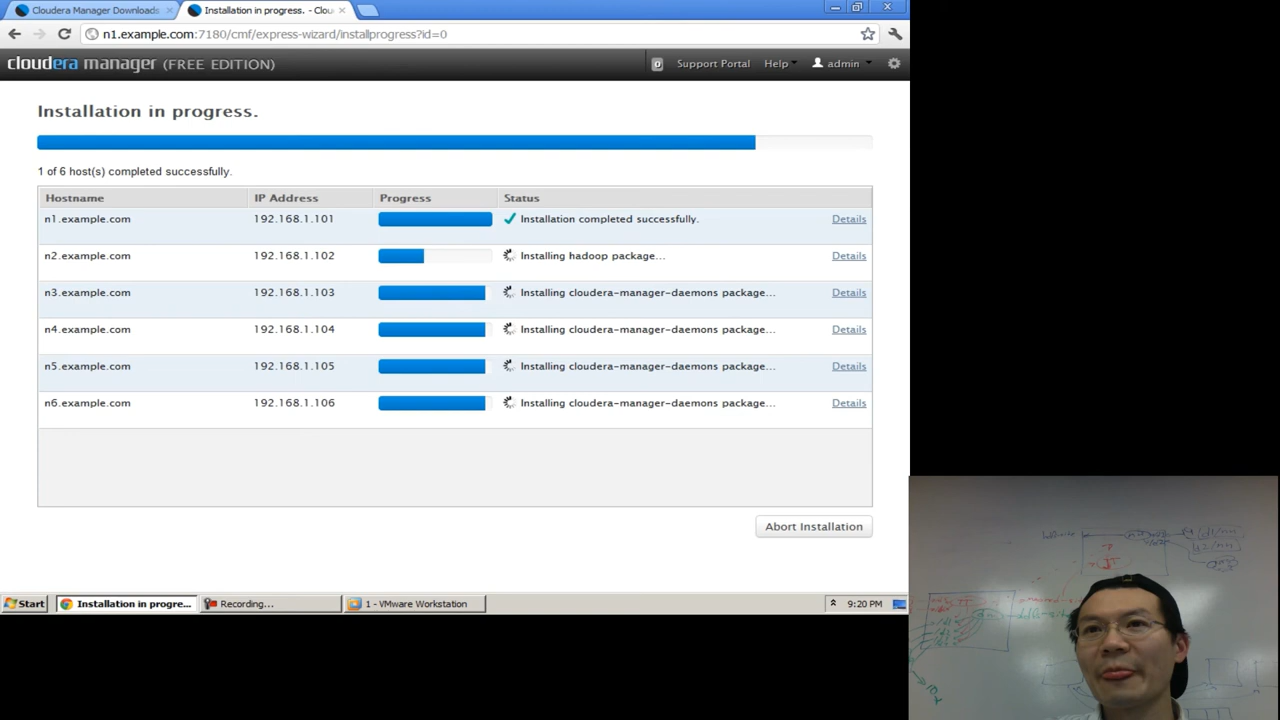 Cloudera Manager Downloads
Installation in progress. - Clou
n1.example.com:7180/cmf/express-wizard/installprogress?id=0
cloudera manager (FREE EDITION)
Support Portal Help admin
Installation in progress.
1 of 6 host(s) completed successfully.
Hostname IP Address Progress Status
n1.example.com 192.168.1.101 Installation completed successfully. Details
n2.example.com 192.168.1.102 Installing hadoop package... Details
n3.example.com 192.168.1.103 Installing cloudera-manager-daemons package... Details
n4.example.com 192.168.1.104 Installing cloudera-manager-daemons package... Details
n5.example.com 192.168.1.105 Installing cloudera-manager-daemons package... Details
n6.example.com 192.168.1.106 Installing cloudera-manager-daemons package... Details
Abort Installation
Start Installation in progre... Recording... 1 - VMware Workstation 9:20 PM